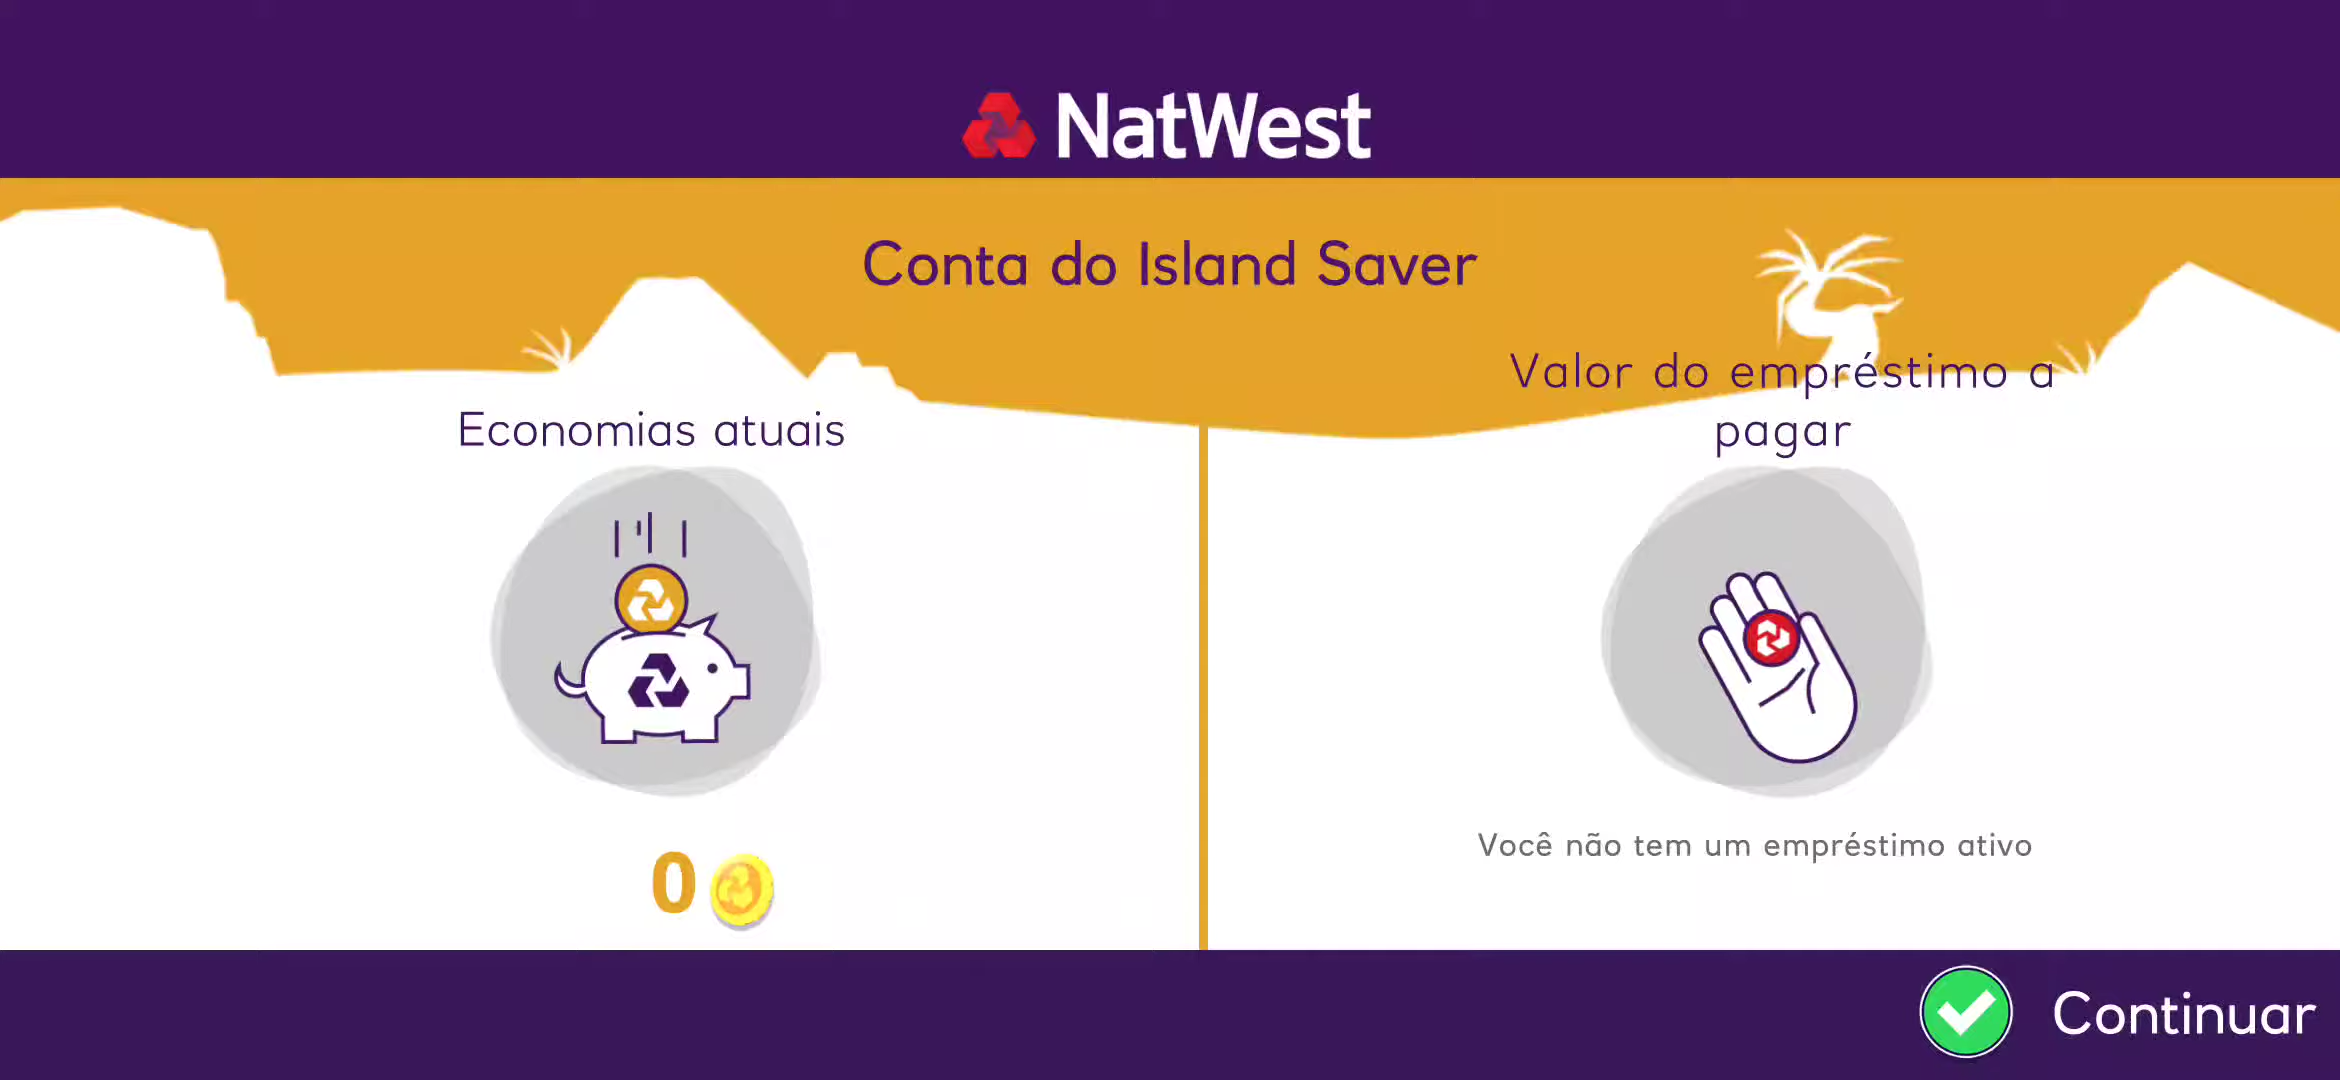 NatWest
Conta do Island Saver
Economias atuais
0
Valor do empréstimo a
pagar
Você não tem um empréstimo ativo
Continuar